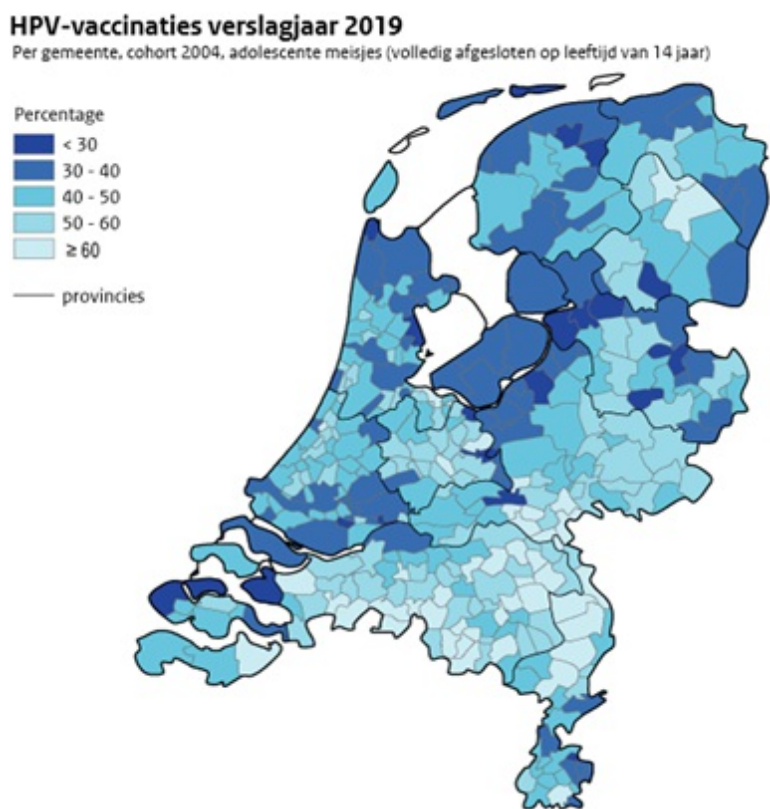 HPV-vaccinaties verslagjaar 2019
Per gemeente, cohort 2004, adolescente meisjes (volledig afgesloten op leeftijd van 14 jaar)
Percentage
< 30
30 - 40
40 - 50
50 - 60
≥ 60
provincies